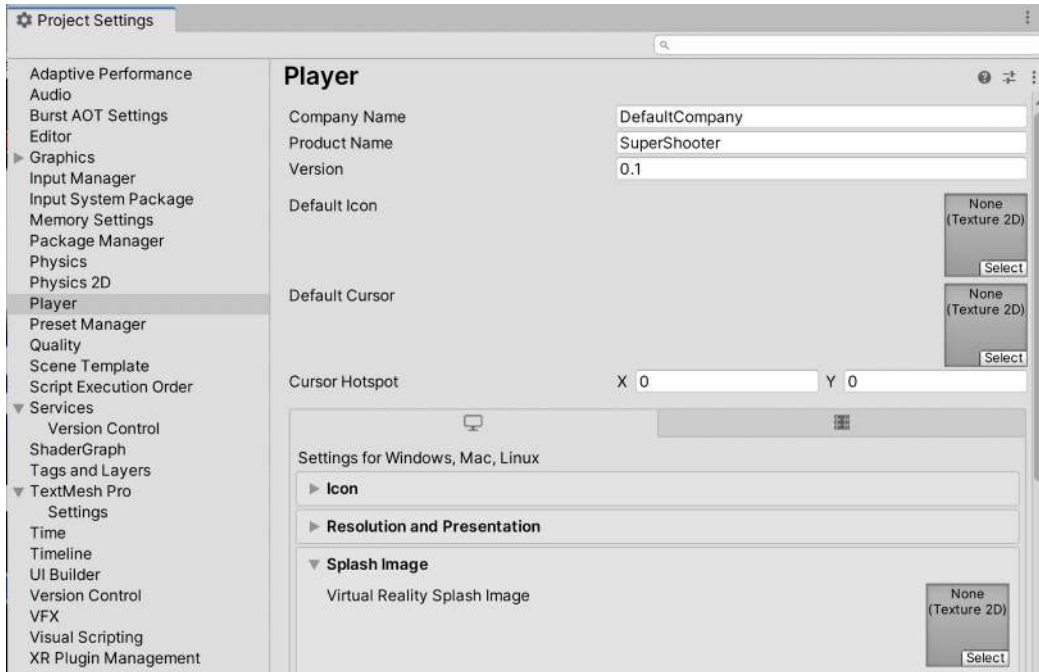 Project Settings
Adaptive Performance
Audio
Burst AOT Settings
Editor
Graphics
Input Manager
Input System Package
Memory Settings
Package Manager
Physics
Physics 2D
Player
Preset Manager
Quality
Scene Template
Script Execution Order
Services
Version Control
ShaderGraph
Tags and Layers
TextMesh Pro
Settings
Time
Timeline
UI Builder
Version Control
VFX
Visual Scripting
XR Plugin Management
Player
Company Name DefaultCompany
Product Name SuperShooter
Version 0.1
Default Icon
None
(Texture 2D)
Select
Default Cursor
None
(Texture 2D)
Select
Cursor Hotspot X 0 Y 0
Settings for Windows, Mac, Linux
Icon
Resolution and Presentation
Splash Image
Virtual Reality Splash Image
None
(Texture 2D)
Select